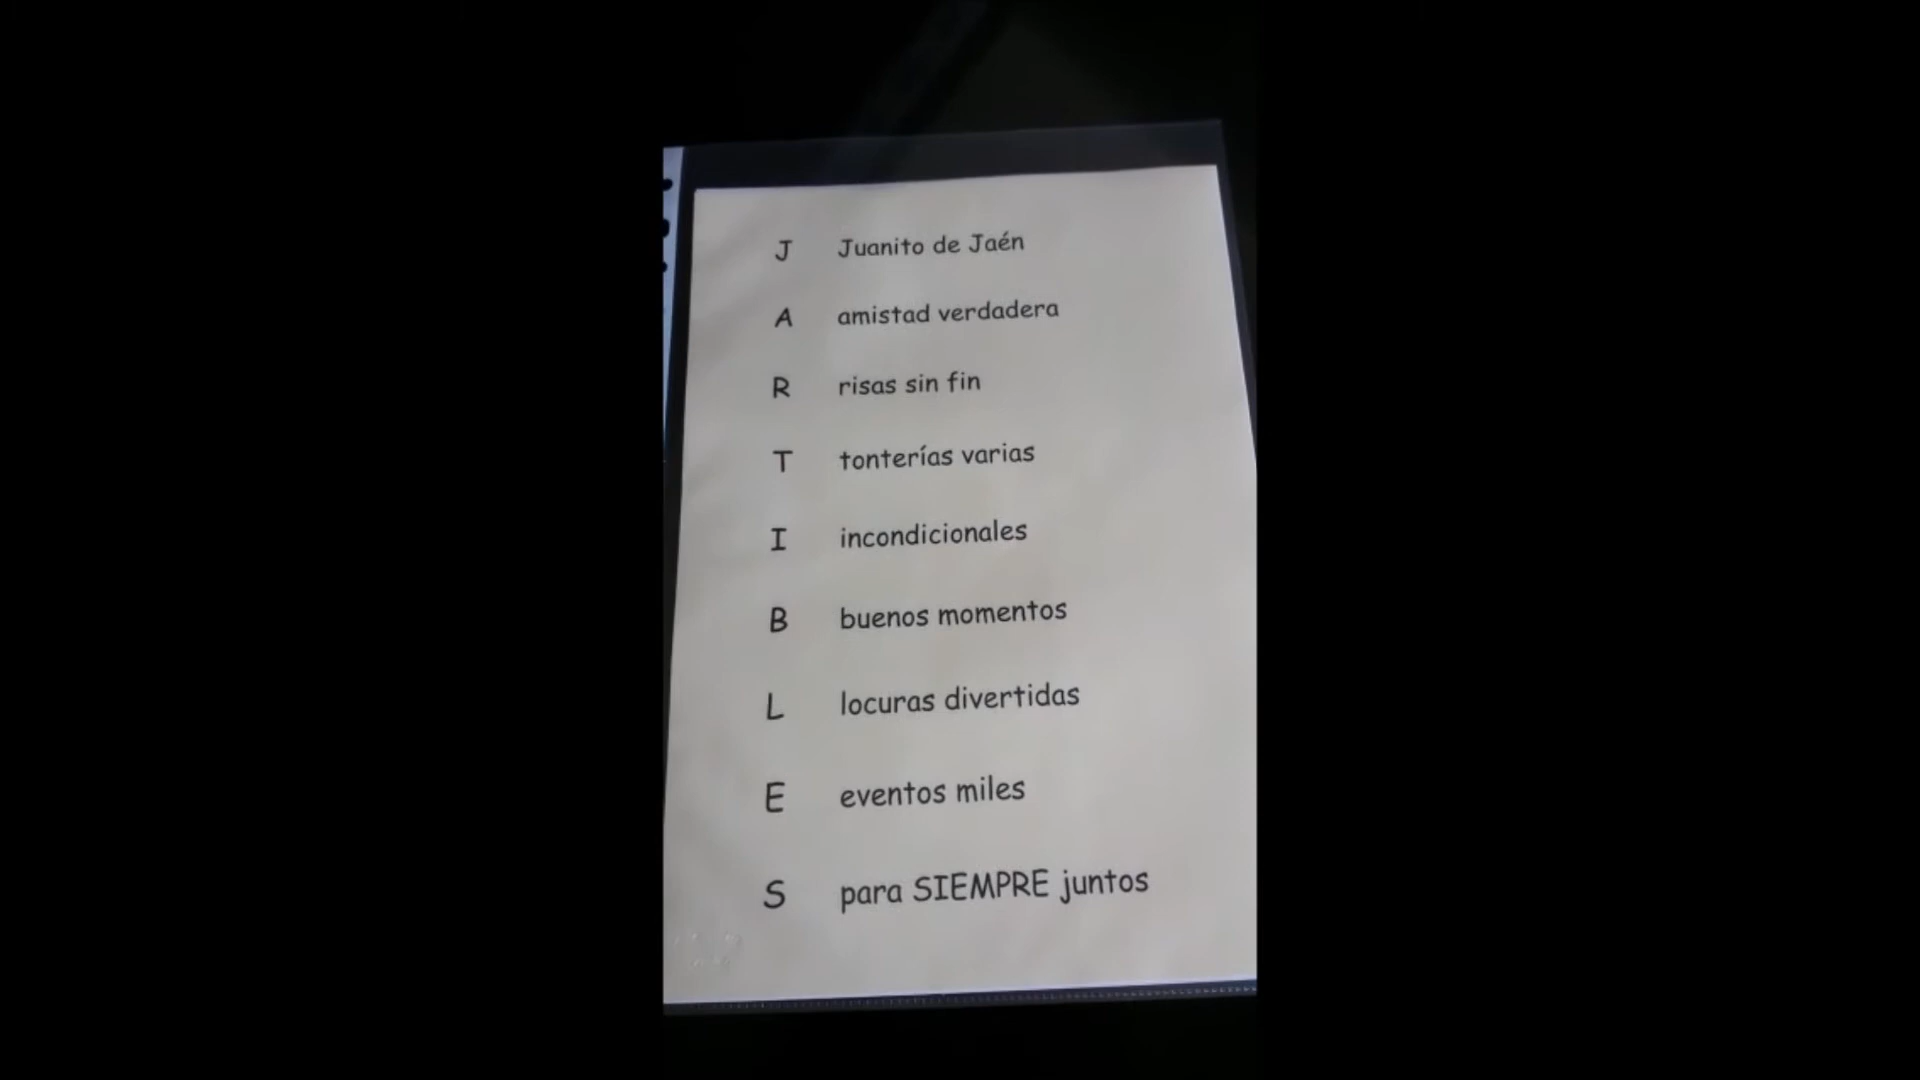 J Juanito de Jaén
A amistad verdadera
R risas sin fin
T tonterías varias
I incondicionales
B buenos momentos
L locuras divertidas
E eventos miles
S para SIEMPRE juntos